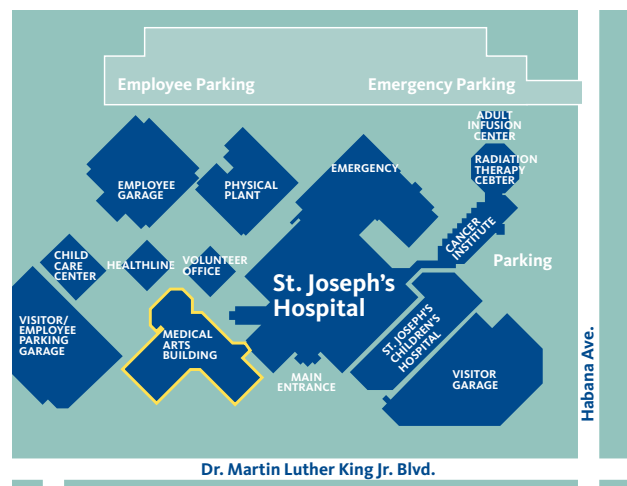 Employee Parking
Emergency Parking
ADULT
INFUSION
CENTER
RADIATION
THERAPY
CEBTER
EMERGENCY
EMPLOYEE
GARAGE
PHYSICAL
PLANT
CANCER
INSTITUTE
CHILD
CARE
CENTER
HEALTHLINE
VOLUNTEER
OFFICE
Parking
St. Joseph's
Hospital
VISITOR/
EMPLOYEE
PARKING
GARAGE
MEDICAL
ARTS
BUILDING
ST. JOSEPH'S
CHILDREN'S
HOSPITAL
MAIN
ENTRANCE
VISITOR
GARAGE
Habana Ave.
Dr. Martin Luther King Jr. Blvd.